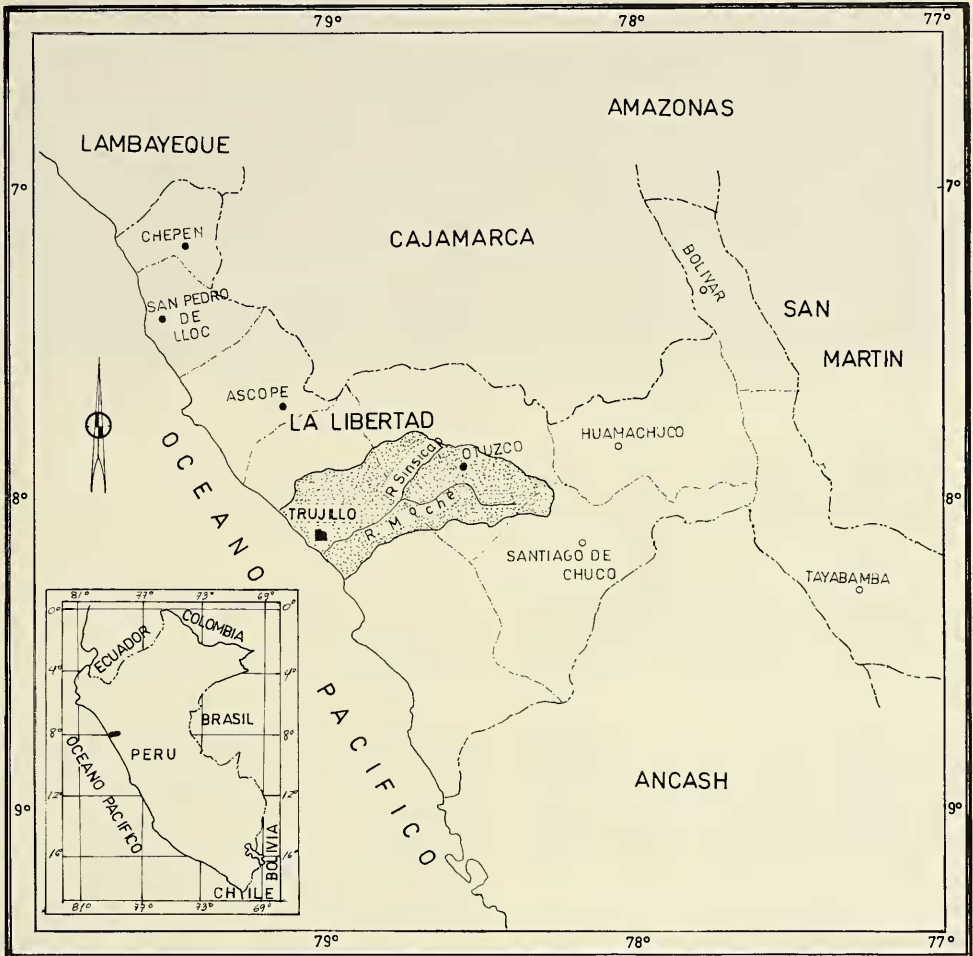 79°
78°
77°
AMAZONAS
LAMBAYEQUE
7°
7°
CHEPEN
CAJAMARCA
BOLIVAR
SAN PEDRO
DE
LLOC
SAN
MARTIN
ASCOPE
LA LIBERTAD
HUAMACHUCO
R Sinsicap
OTUZCO
8°
8°
TRUJILLO
R. Moche
SANTIAGO DE
CHUCO
TAYABAMBA
OCEANO PACIFICO
ANCASH
9°
9°
79°
78°
77°
81° 77° 73° 69°
0°
0°
COLOMBIA
ECUADOR
4°
4°
BRASIL
8°
8°
PERU
OCEANO PACIFICO
12°
12°
BOLIVIA
16°
16°
CHYILE
81° 77° 73° 69°